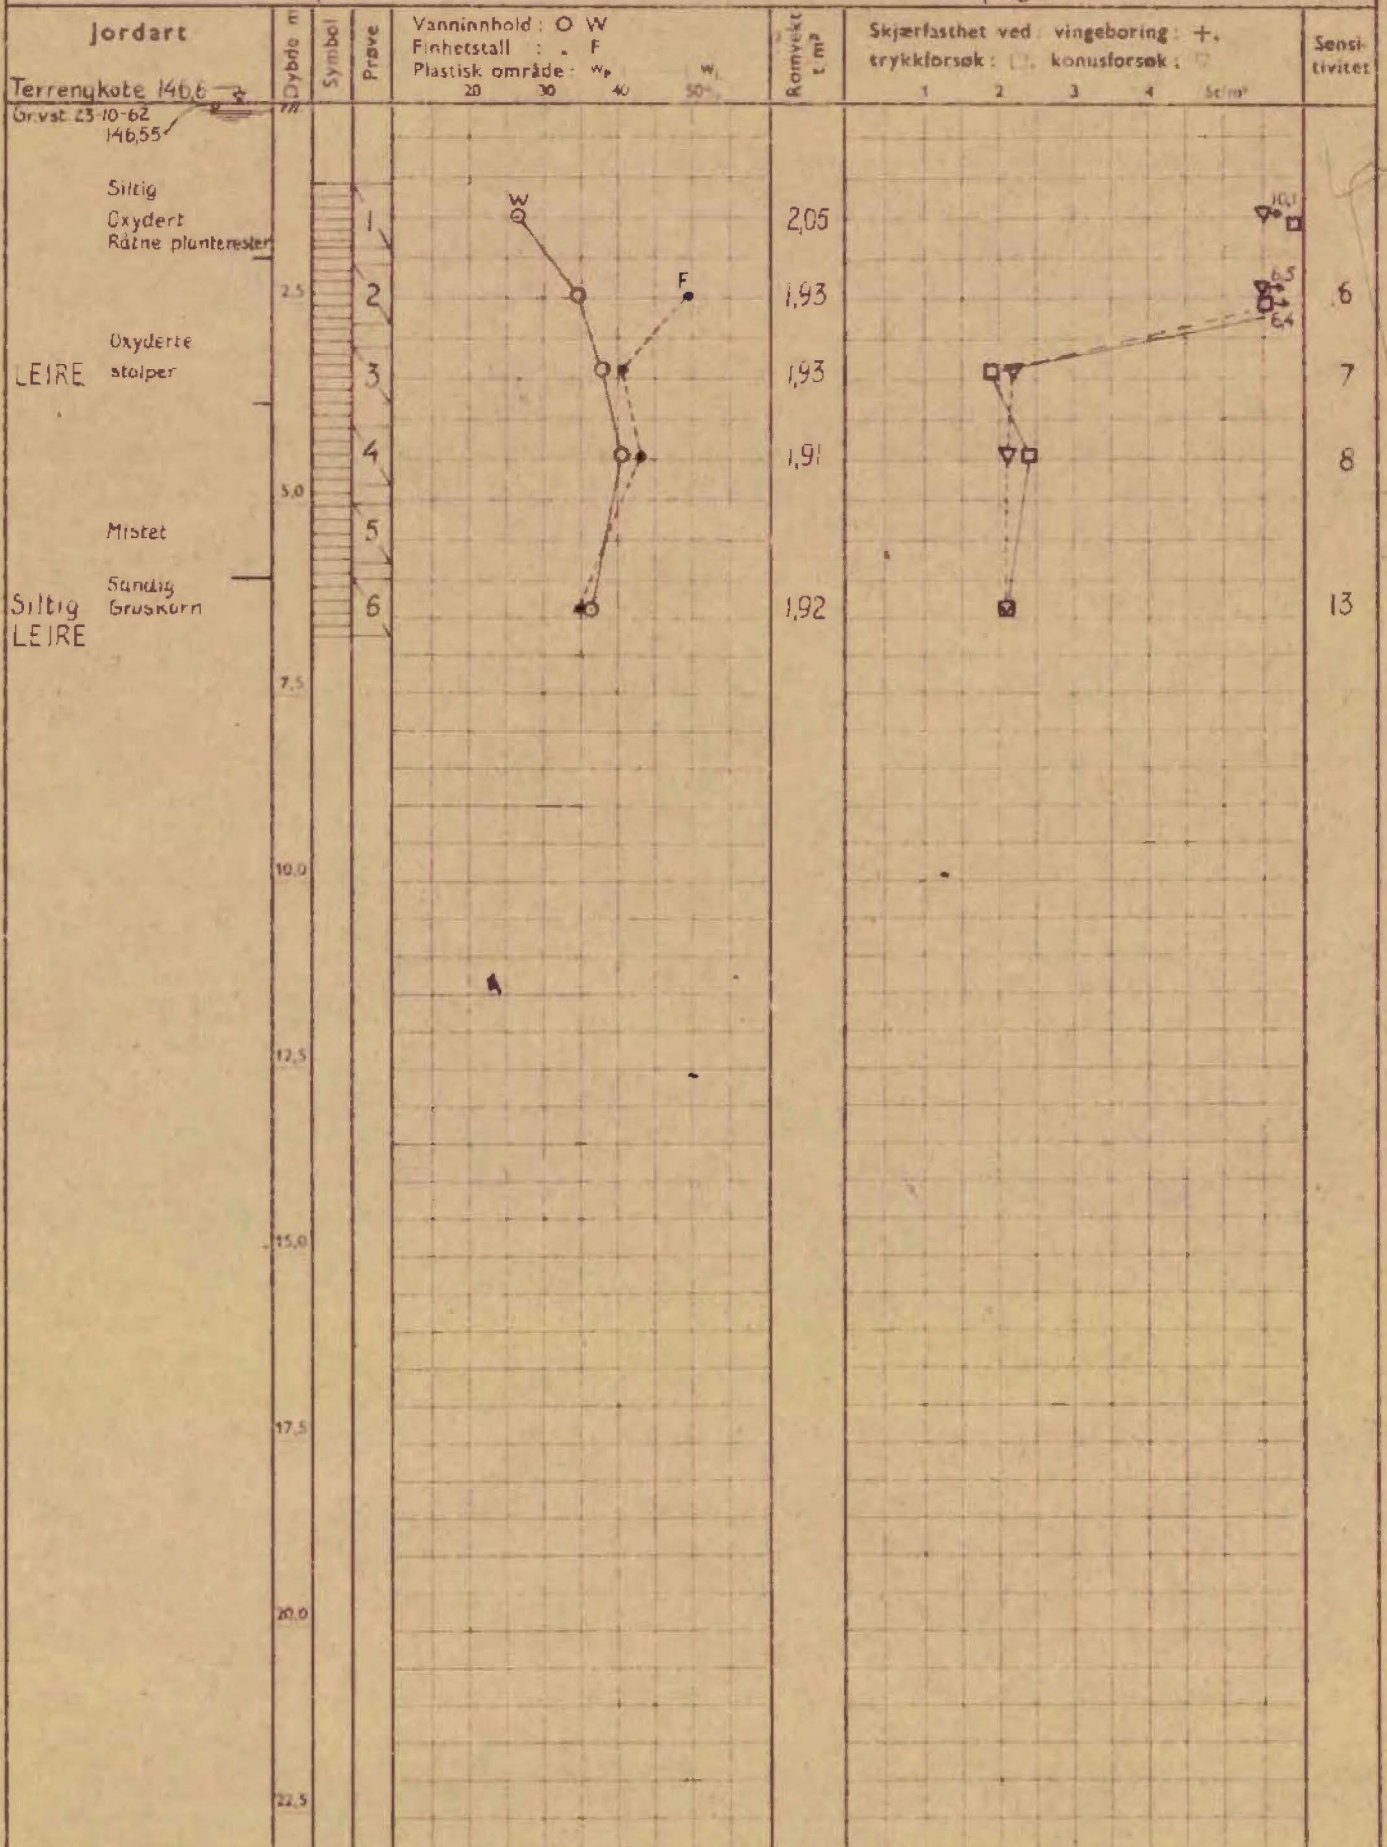 Jordart
Terrengkote 146,6
Dybde m
Symbol
Prøve
Vanninnhold : O W
Finhetstall : . F
Plastisk område : wP wL
20 30 40 50%
Romvekt t/m³
Skjærfasthet ved vingeboring : +.
trykkforsøk : □. konusforsøk : ▽
1 2 3 4 5t/m²
Sensi-
tivitet
Gr.vst 23-10-62
146,55
Siltig
Oxydert
Råtne planterester
W
1
2,05
10,1
2,5
2
F
1,93
6,5
6,4
6
Oxyderte
LEIRE stolper
3
1,93
7
4
1,91
8
5,0
Mistet
5
Sandig
Siltig Gruskorn
LEIRE
6
1,92
13
7,5
10,0
12,5
15,0
17,5
20,0
22,5